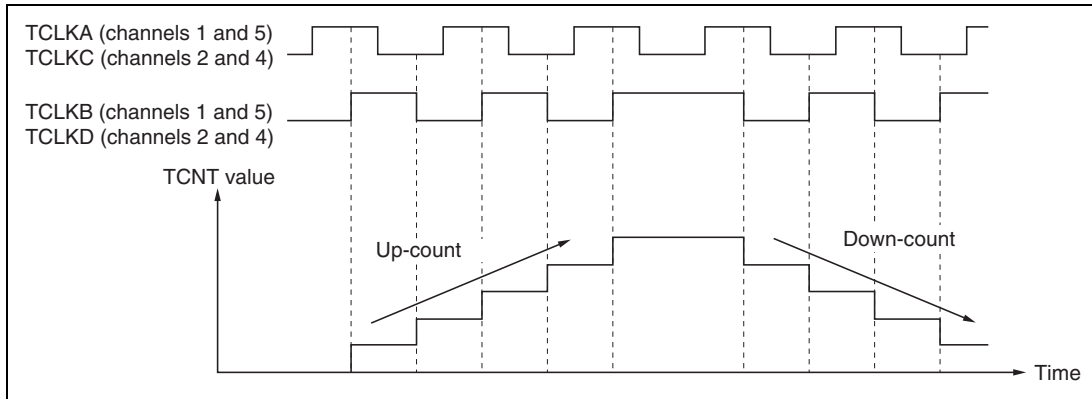 TCLKA (channels 1 and 5)
TCLKC (channels 2 and 4)
TCLKB (channels 1 and 5)
TCLKD (channels 2 and 4)
TCNT value
Up-count
Down-count
Time